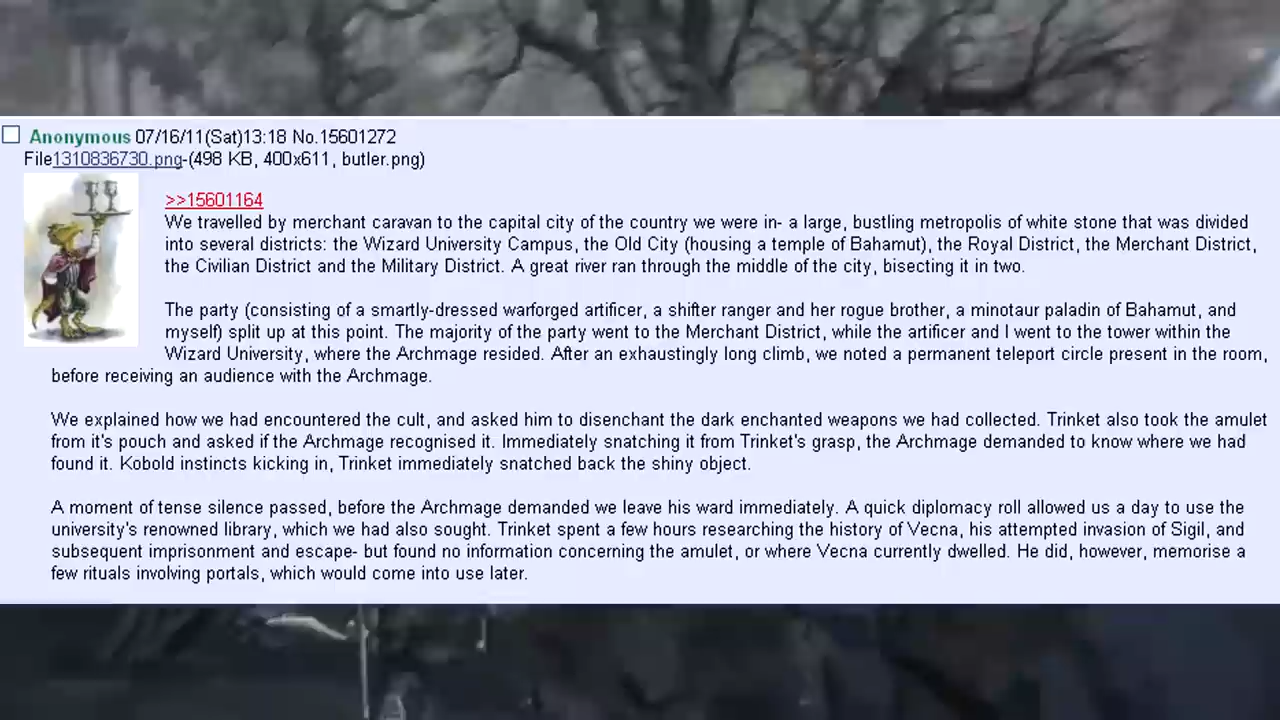 Anonymous 07/16/11(Sat)13:18 No.15601272
File1310836730.png-(498 KB, 400x611, butler.png)
>>15601164
We travelled by merchant caravan to the capital city of the country we were in- a large, bustling metropolis of white stone that was divided
into several districts: the Wizard University Campus, the Old City (housing a temple of Bahamut), the Royal District, the Merchant District,
the Civilian District and the Military District. A great river ran through the middle of the city, bisecting it in two.
The party (consisting of a smartly-dressed warforged artificer, a shifter ranger and her rogue brother, a minotaur paladin of Bahamut, and
myself) split up at this point. The majority of the party went to the Merchant District, while the artificer and I went to the tower within the
Wizard University, where the Archmage resided. After an exhaustingly long climb, we noted a permanent teleport circle present in the room,
before receiving an audience with the Archmage.
We explained how we had encountered the cult, and asked him to disenchant the dark enchanted weapons we had collected. Trinket also took the amulet
from it's pouch and asked if the Archmage recognised it. Immediately snatching it from Trinket's grasp, the Archmage demanded to know where we had
found it. Kobold instincts kicking in, Trinket immediately snatched back the shiny object.
A moment of tense silence passed, before the Archmage demanded we leave his ward immediately. A quick diplomacy roll allowed us a day to use the
university's renowned library, which we had also sought. Trinket spent a few hours researching the history of Vecna, his attempted invasion of Sigil, and
subsequent imprisonment and escape- but found no information concerning the amulet, or where Vecna currently dwelled. He did, however, memorise a
few rituals involving portals, which would come into use later.